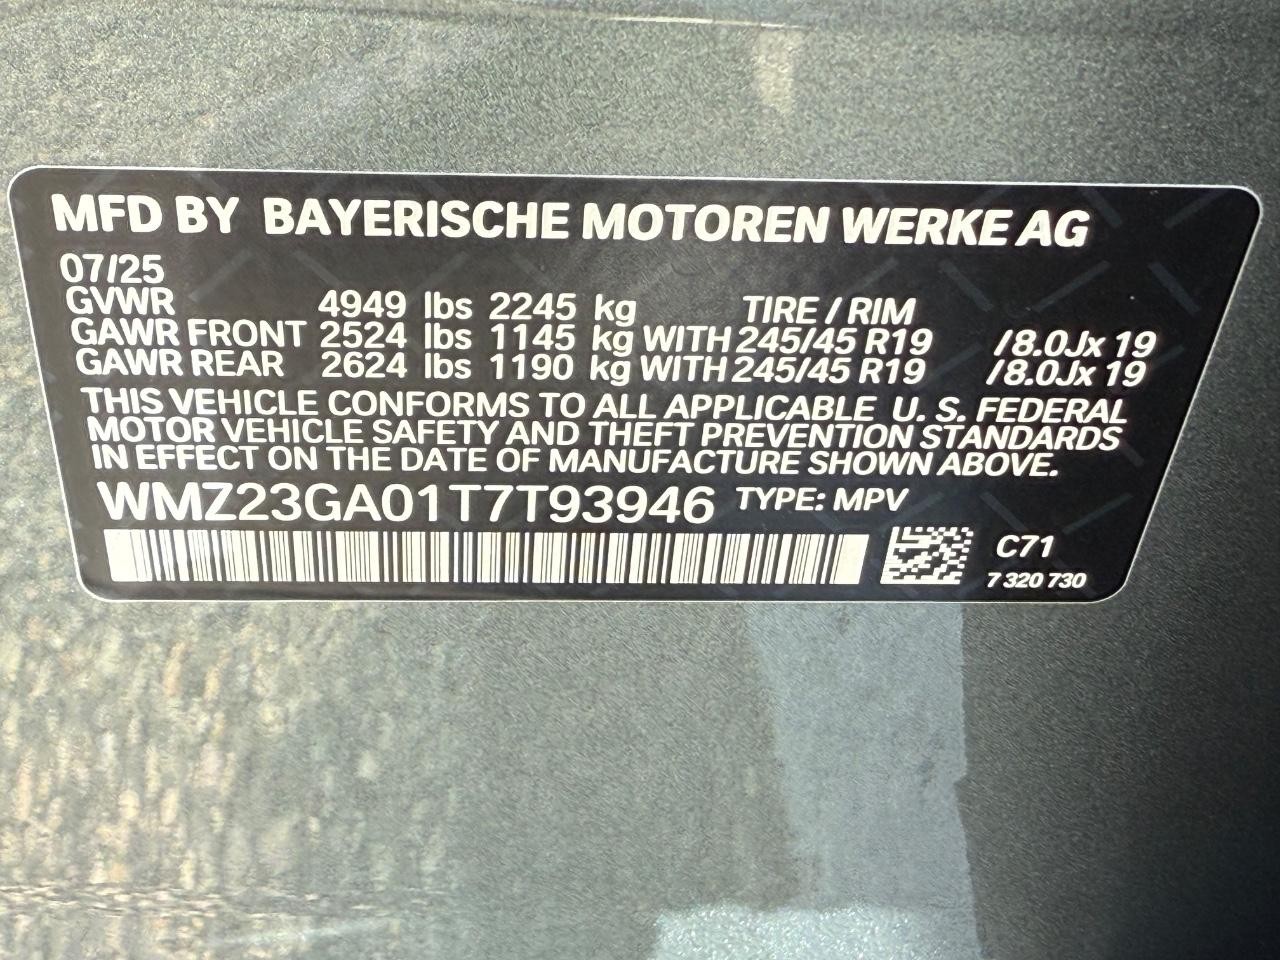 MFD BY BAYERISCHE MOTOREN WERKE AG
07/25
GVWR 4949 lbs 2245 kg TIRE / RIM
GAWR FRONT 2524 lbs 1145 kg WITH 245/45 R19 /8.0Jx 19
GAWR REAR 2624 lbs 1190 kg WITH 245/45 R19 /8.0Jx 19
THIS VEHICLE CONFORMS TO ALL APPLICABLE U. S. FEDERAL
MOTOR VEHICLE SAFETY AND THEFT PREVENTION STANDARDS
IN EFFECT ON THE DATE OF MANUFACTURE SHOWN ABOVE.
WMZ23GA01T7T93946 TYPE: MPV
C71
7 320 730